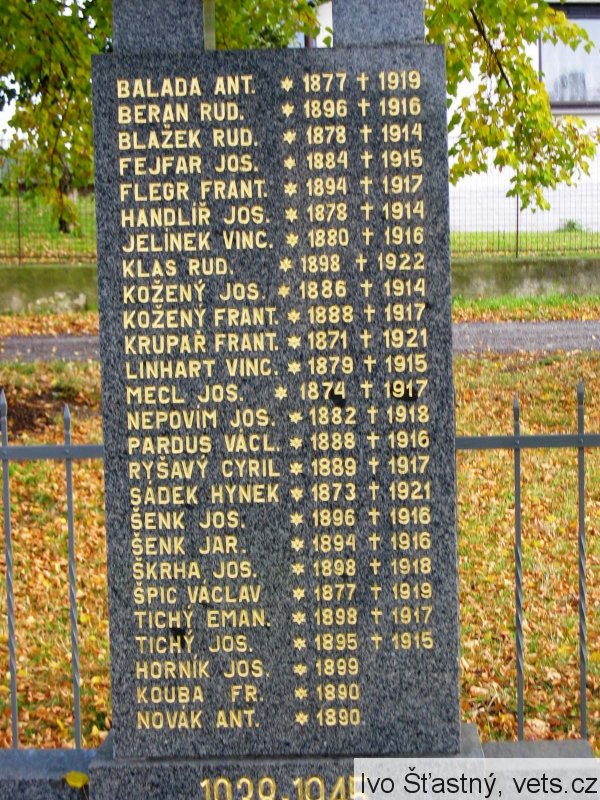 BALADA ANT. * 1877 † 1919
BERAN RUD. * 1896 † 1916
BLAŽEK RUD. * 1878 † 1914
FEJFAR JOS. * 1884 † 1915
FLEGR FRANT. * 1894 † 1917
HANDLÍŘ JOS. * 1878 † 1914
JELÍNEK VINC. * 1880 † 1916
KLAS RUD. * 1898 † 1922
KOŽENÝ JOS. * 1886 † 1914
KOŽENÝ FRANT. * 1888 † 1917
KRUPAŘ FRANT. * 1871 † 1921
LINHART VINC. * 1879 † 1915
MECL JOS. * 1874 † 1917
NEPOVÍM JOS. * 1882 † 1918
PARDUS VÁCL. * 1888 † 1916
RYŠAVÝ CYRIL * 1889 † 1917
SÁDEK HYNEK * 1873 † 1921
ŠENK JOS. * 1896 † 1916
ŠENK JAR. * 1894 † 1916
ŠKRHA JOS. * 1898 † 1918
ŠPIC VÁCLAV * 1877 † 1919
TICHÝ EMAN. * 1898 † 1917
TICHÝ JOS. * 1895 † 1915
HORNÍK JOS. * 1899
KOUBA FR. * 1890
NOVÁK ANT. * 1890.
1938-1945
Ivo Šťastný, vets.cz